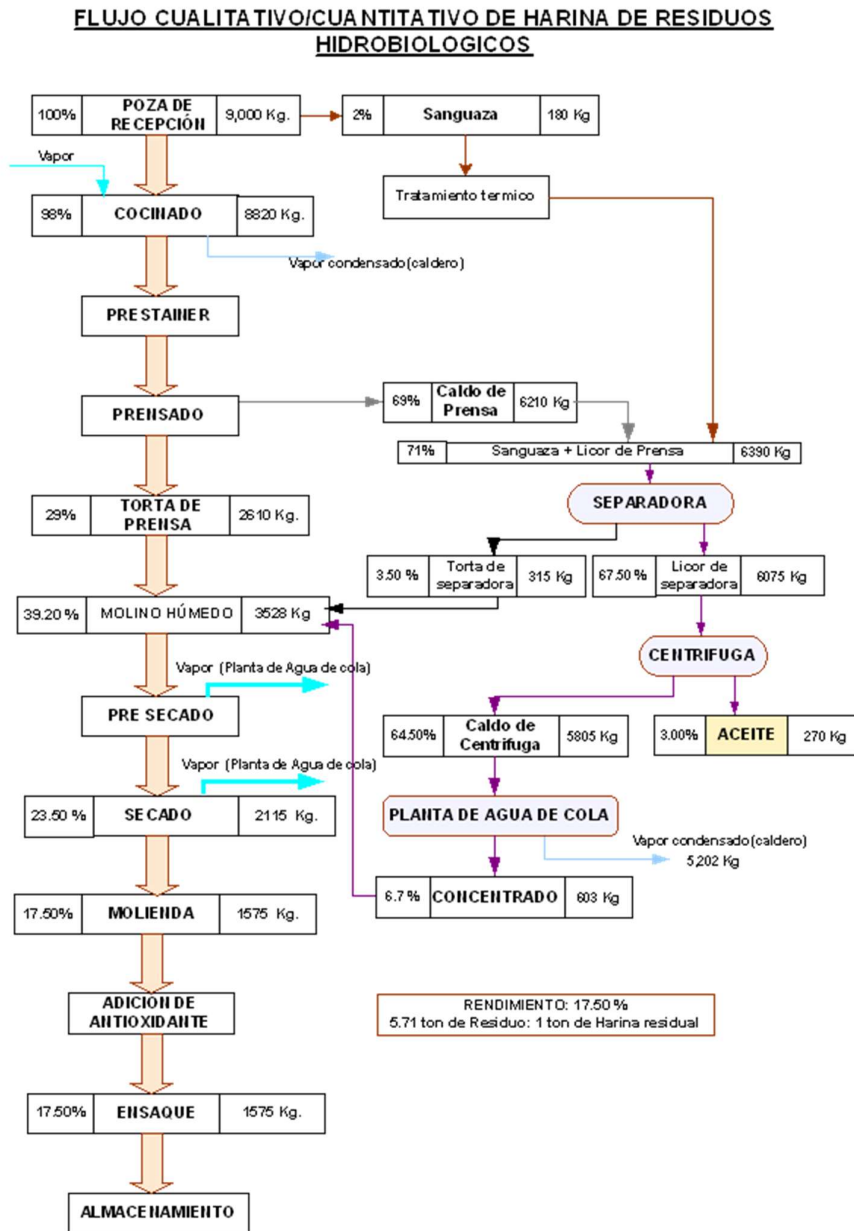 FLUJO CUALITATIVO/CUANTITATIVO DE HARINA DE RESIDUOS
HIDROBIOLOGICOS
100% POZA DE RECEPCIÓN 9,000 Kg.
2% Sanguaza 180 Kg
Vapor
Tratamiento termico
98% COCINADO 8820 Kg.
Vapor condensado(caldero)
PRESTAINER
69% Caldo de Prensa 6210 Kg
PRENSADO
71% Sanguaza + Licor de Prensa 6390 Kg
SEPARADORA
29% TORTA DE PRENSA 2610 Kg.
3.50 % Torta de separadora 315 Kg
67.50 % Licor de separadora 6075 Kg
39.20 % MOLINO HÚMEDO 3528 Kg
CENTRIFUGA
Vapor (Planta de Agua de cola)
PRE SECADO
64.50% Caldo de Centrífuga 5805 Kg
3.00% ACEITE 270 Kg
Vapor (Planta de Agua de cola)
23.50 % SECADO 2115 Kg.
PLANTA DE AGUA DE COLA
Vapor condensado(caldero)
5,202 Kg
6.7 % CONCENTRADO 603 Kg
17.50% MOLIENDA 1575 Kg.
ADICIÓN DE
ANTIOXIDANTE
RENDIMIENTO: 17.50 %
5.71 ton de Residuo: 1 ton de Harina residual
17.50% ENSAQUE 1575 Kg.
ALMACENAMIENTO